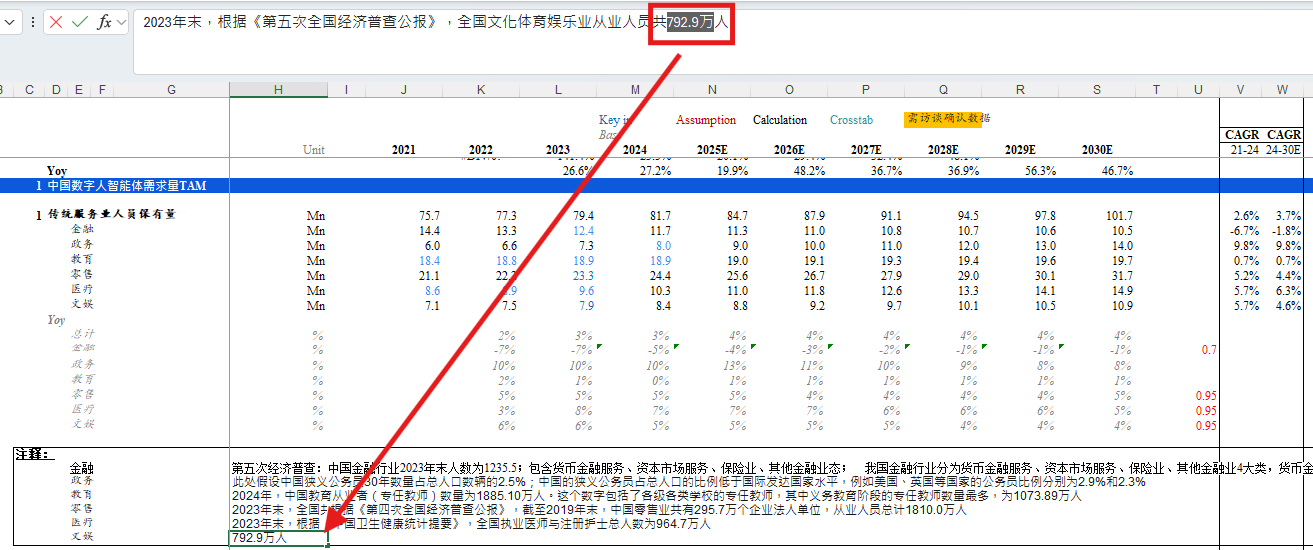 fx 2023年末，根据《第五次全国经济普查公报》，全国文化体育娱乐业从业人员共792.9万人
C D E F G H I J K L M N O P Q R S T U V W
Key in Assumption Calculation Crosstab 需访谈确认数据
Base
CAGR CAGR
Unit 2021 2022 2023 2024 2025E 2026E 2027E 2028E 2029E 2030E 21-24 24-30E
Yoy 26.6% 27.2% 19.9% 48.2% 36.7% 36.9% 56.3% 46.7%
1 中国数字人智能体需求量TAM
1 传统服务业人员保有量 Mn 75.7 77.3 79.4 81.7 84.7 87.9 91.1 94.5 97.8 101.7 2.6% 3.7%
金融 Mn 14.4 13.3 12.4 11.7 11.3 11.0 10.8 10.7 10.6 10.5 -6.7% -1.8%
政务 Mn 6.0 6.6 7.3 8.0 9.0 10.0 11.0 12.0 13.0 14.0 9.8% 9.8%
教育 Mn 18.4 18.8 18.9 18.9 19.0 19.1 19.3 19.4 19.6 19.7 0.7% 0.7%
零售 Mn 21.1 23.3 24.4 25.6 26.7 27.9 29.0 30.1 31.7 5.2% 4.4%
医疗 Mn 8.6 9.6 10.3 11.0 11.8 12.6 13.3 14.1 14.9 5.7% 6.3%
文娱 Mn 7.1 7.5 7.9 8.4 8.8 9.2 9.7 10.1 10.5 10.9 5.7% 4.6%
Yoy
总计 % 2% 3% 3% 4% 4% 4% 4% 4% 4%
金融 % -7% -7% -5% -4% -3% -2% -1% -1% -1% 0.7
政务 % 10% 10% 10% 13% 11% 10% 9% 8% 8%
教育 % 2% 1% 0% 1% 1% 1% 1% 1% 1%
零售 % 5% 5% 5% 5% 4% 4% 4% 4% 5% 0.95
医疗 % 3% 8% 7% 7% 7% 6% 6% 6% 5% 0.95
文娱 % 6% 6% 5% 5% 5% 5% 4% 4% 4% 0.95
注释：
金融 第五次经济普查：中国金融行业2023年末人数为1235.5；包含货币金融服务、资本市场服务、保险业、其他金融业态； 我国金融行业分为货币金融服务、资本市场服务、保险业、其他金融业4大类，货币金
政务 此处假设中国狭义公务员30年数量占总人口数辆的2.5%；中国的狭义公务员占总人口的比例低于国际发达国家水平，例如美国、英国等国家的公务员比例分别为2.9%和2.3%
教育 2024年，中国教育从业者（专任教师）数量为1885.10万人。这个数字包括了各级各类学校的专任教师，其中义务教育阶段的专任教师数量最多，为1073.89万人
零售 2023年末，全国共根据《第四次全国经济普查公报》，截至2019年末，中国零售业共有295.7万个企业法人单位，从业人员总计1810.0万人
医疗 2023年末，根据《中国卫生健康统计提要》，全国执业医师与注册护士总人数为964.7万人
文娱 792.9万人